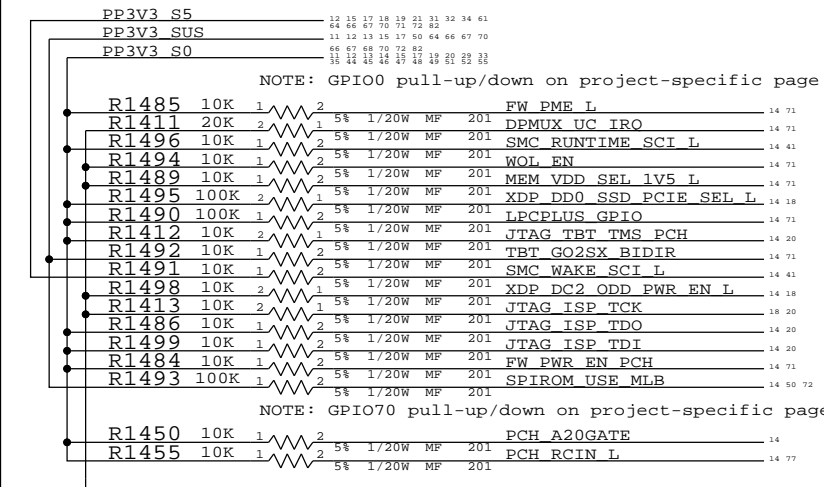 PP3V3_S5 12 15 17 18 19 21 31 32 34 61
64 66 67 70 71 72 82
PP3V3_SUS 11 12 13 15 17 50 64 66 67 70
PP3V3_S0 66 67 68 70 72 82
11 12 13 14 15 17 19 20 29 33
35 44 45 46 47 48 49 51 52 55
NOTE: GPIO0 pull-up/down on project-specific page
R1485 10K 1 2 5% 1/20W MF 201 FW_PME_L 14 71
R1411 20K 2 1 5% 1/20W MF 201 DPMUX_UC_IRQ 14 71
R1496 10K 1 2 5% 1/20W MF 201 SMC_RUNTIME_SCI_L 14 41
R1494 10K 1 2 5% 1/20W MF 201 WOL_EN 14 71
R1489 10K 1 2 5% 1/20W MF 201 MEM_VDD_SEL_1V5_L 14 71
R1495 100K 2 1 5% 1/20W MF 201 XDP_DD0_SSD_PCIE_SEL_L 14 18
R1490 100K 1 2 5% 1/20W MF 201 LPCPLUS_GPIO 14 71
R1412 10K 2 1 5% 1/20W MF 201 JTAG_TBT_TMS_PCH 14 20
R1492 10K 1 2 5% 1/20W MF 201 TBT_GO2SX_BIDIR 14 71
R1491 10K 1 2 5% 1/20W MF 201 SMC_WAKE_SCI_L 14 41
R1498 10K 2 1 5% 1/20W MF 201 XDP_DC2_ODD_PWR_EN_L 14 18
R1413 10K 2 1 5% 1/20W MF 201 JTAG_ISP_TCK 18 20
R1486 10K 1 2 5% 1/20W MF 201 JTAG_ISP_TDO 14 20
R1499 10K 1 2 5% 1/20W MF 201 JTAG_ISP_TDI 14 20
R1484 10K 1 2 5% 1/20W MF 201 FW_PWR_EN_PCH 14 71
R1493 100K 1 2 5% 1/20W MF 201 SPIROM_USE_MLB 14 50 72
NOTE: GPIO70 pull-up/down on project-specific page
R1450 10K 1 2 5% 1/20W MF 201 PCH_A20GATE 14
R1455 10K 1 2 5% 1/20W MF 201 PCH_RCIN_L 14 77